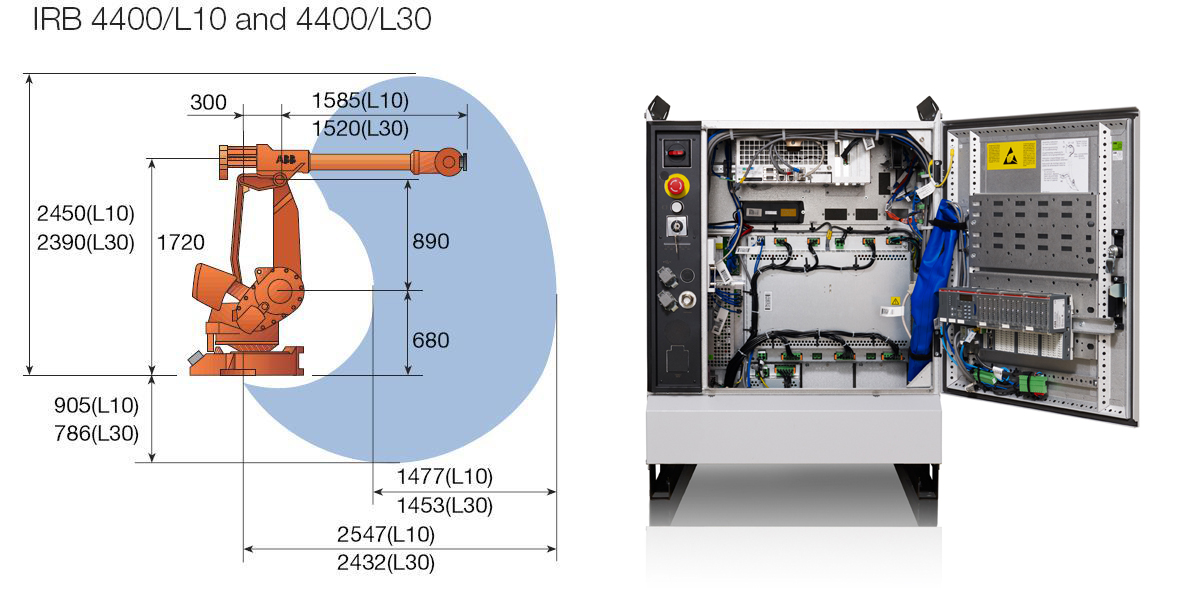 IRB 4400/L10 and 4400/L30
300
1585(L10)
1520(L30)
ABB
2450(L10)
2390(L30)
1720
890
680
905(L10)
786(L30)
1477(L10)
1453(L30)
2547(L10)
2432(L30)